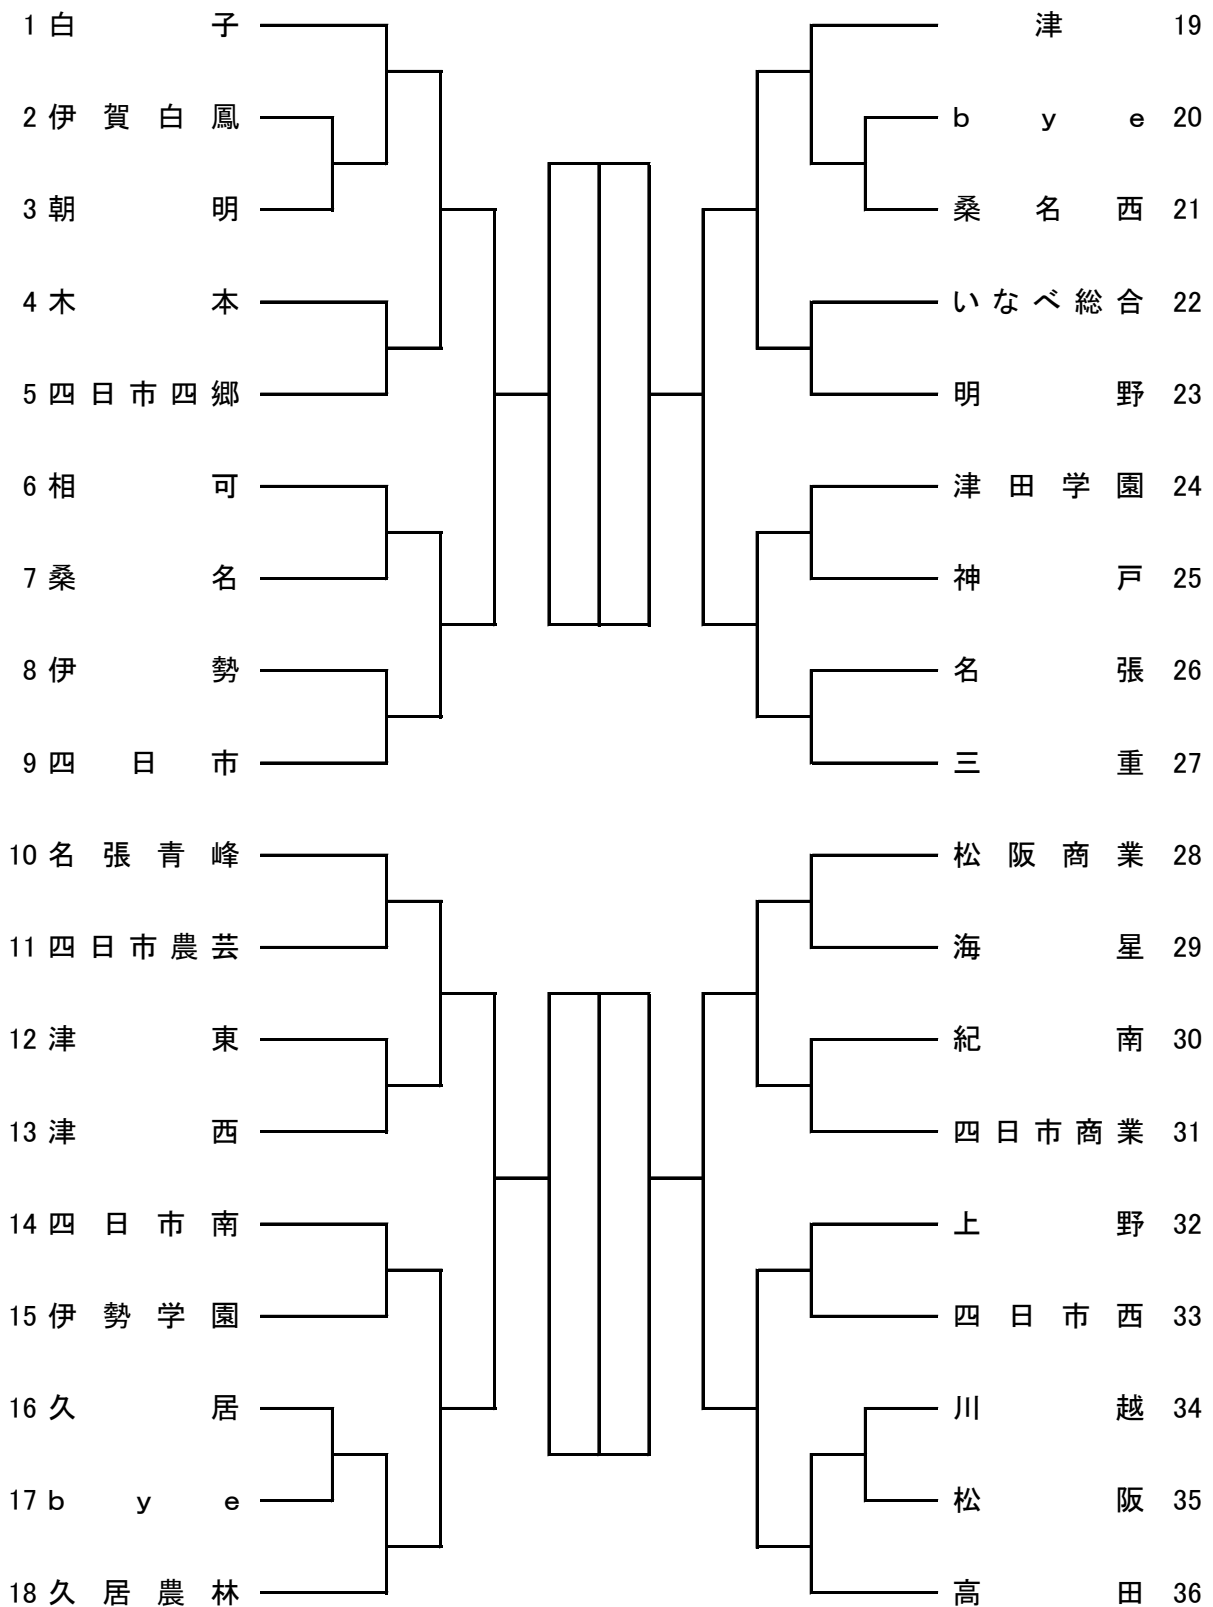 1 白子
2 伊賀白鳳
3 朝明
4 木本
5 四日市四郷
6 相可
7 桑名
8 伊勢
9 四日市
10 名張青峰
11 四日市農芸
12 津東
13 津西
14 四日市南
15 伊勢学園
16 久居
17 bye
18 久居農林
津 19
bye 20
桑名西 21
いなべ総合 22
明野 23
津田学園 24
神戸 25
名張 26
三重 27
松阪商業 28
海星 29
紀南 30
四日市商業 31
上野 32
四日市西 33
川越 34
松阪 35
高田 36